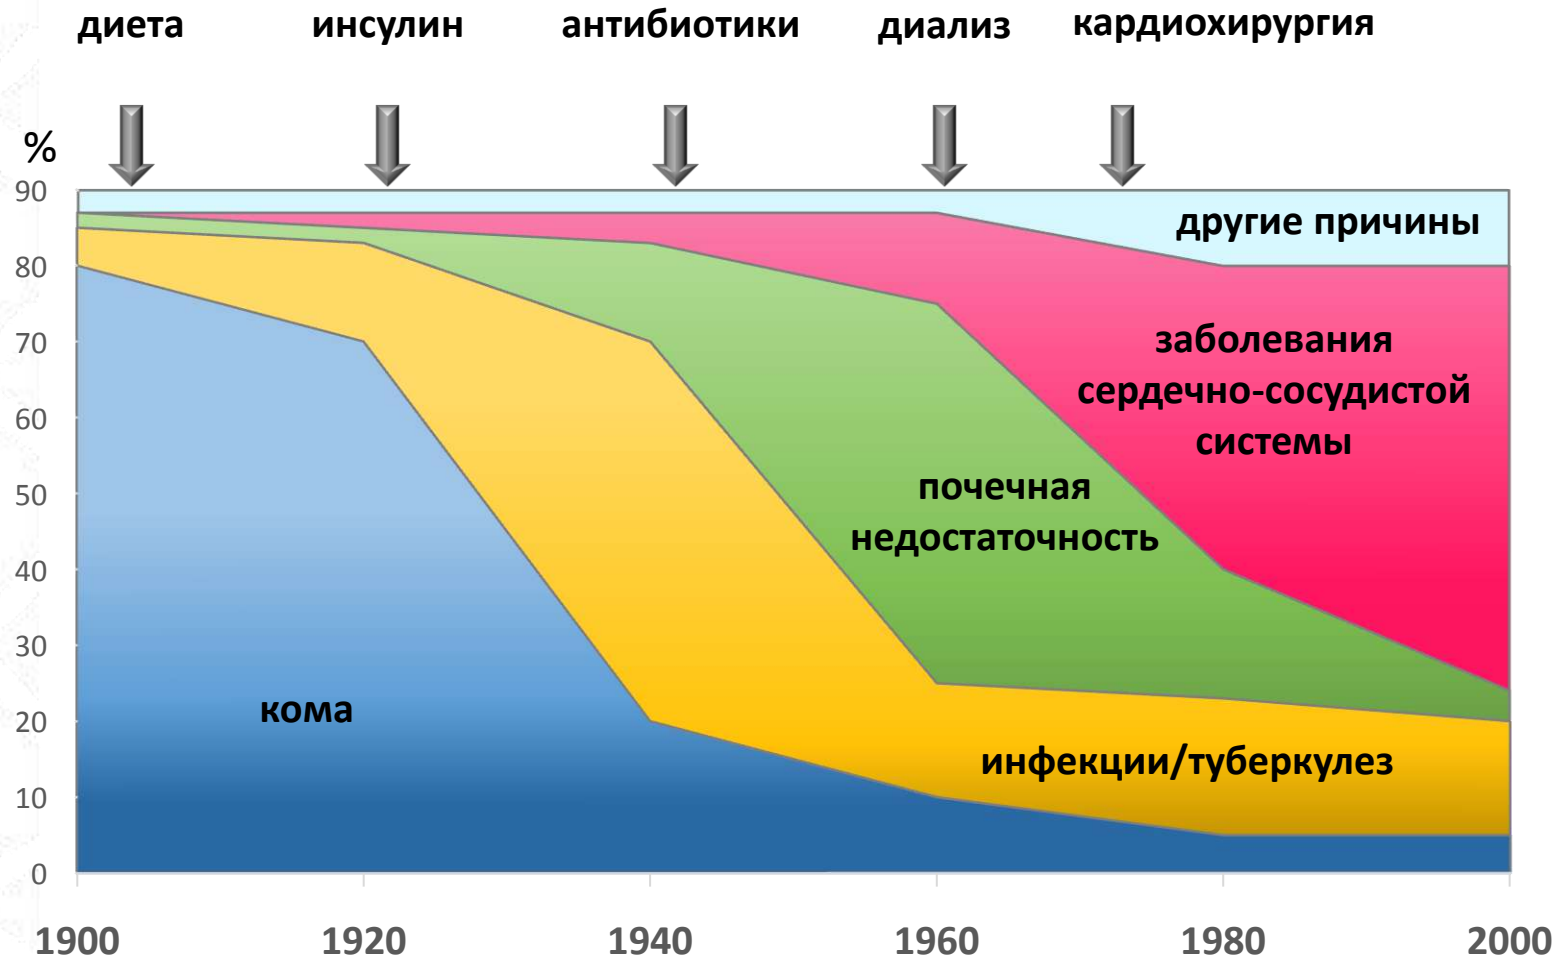 диета инсулин антибиотики диализ кардиохирургия
%
90
другие причины
80
70
заболевания
сердечно-сосудистой
60
системы
50
почечная
недостаточность
40
30
20
кома
инфекции/туберкулез
10
0
1900 1920 1940 1960 1980 2000